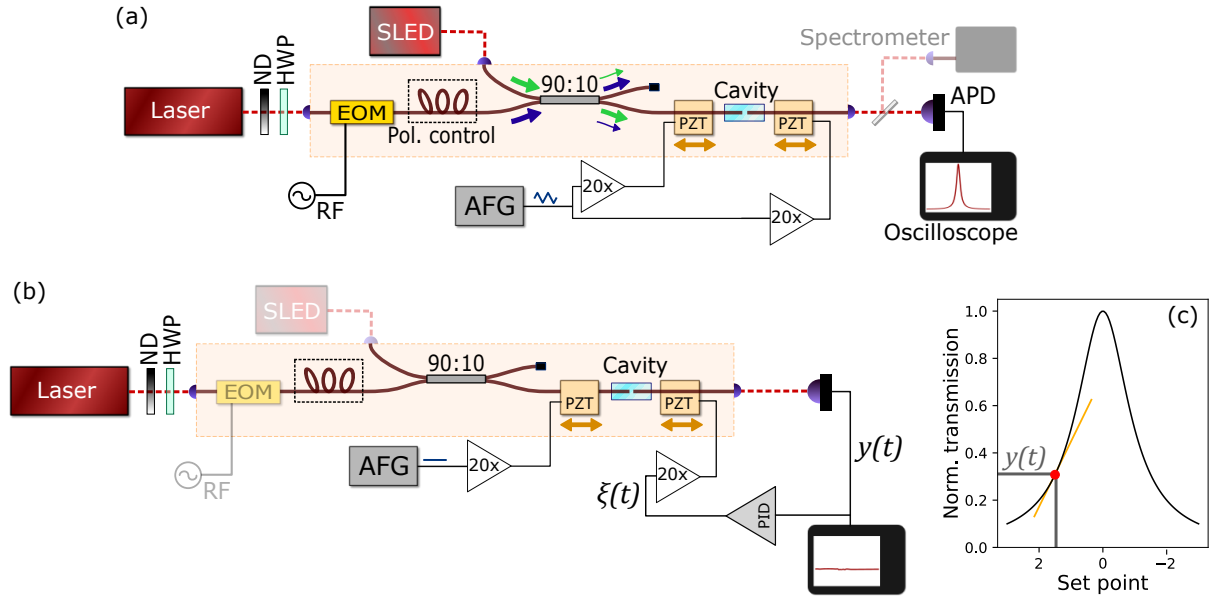 (a)
SLED
Spectrometer
ND
HWP
90:10
Cavity
APD
Laser
EOM
Pol. control
PZT
PZT
RF
AFG
20x
20x
Oscilloscope
(b)
SLED
ND
HWP
90:10
Cavity
Laser
EOM
PZT
PZT
RF
AFG
20x
20x
ξ(t)
y(t)
PID
(c)
Norm. transmission
1.0
0.8
0.6
0.4
0.2
0.0
y(t)
2
0
−2
Set point